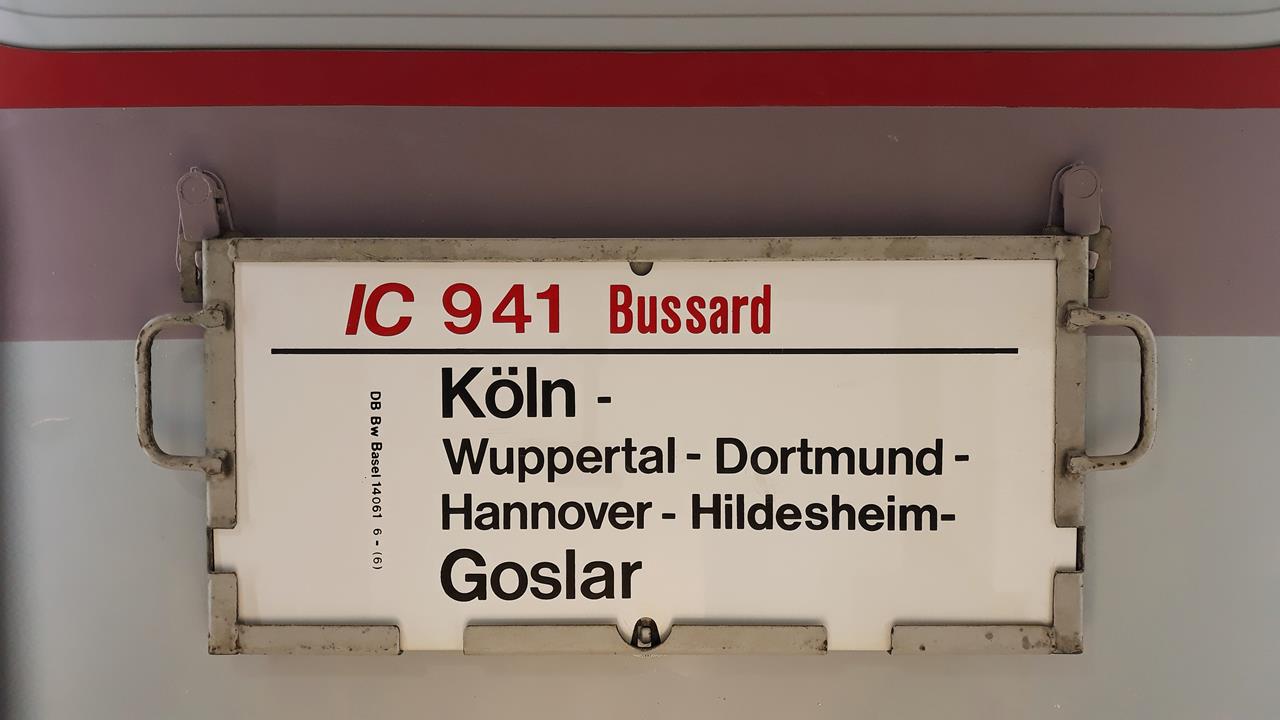 IC 941 Bussard
Köln -
Wuppertal - Dortmund -
Hannover - Hildesheim-
Goslar
DB Bw Basel 14061 6 - (6)